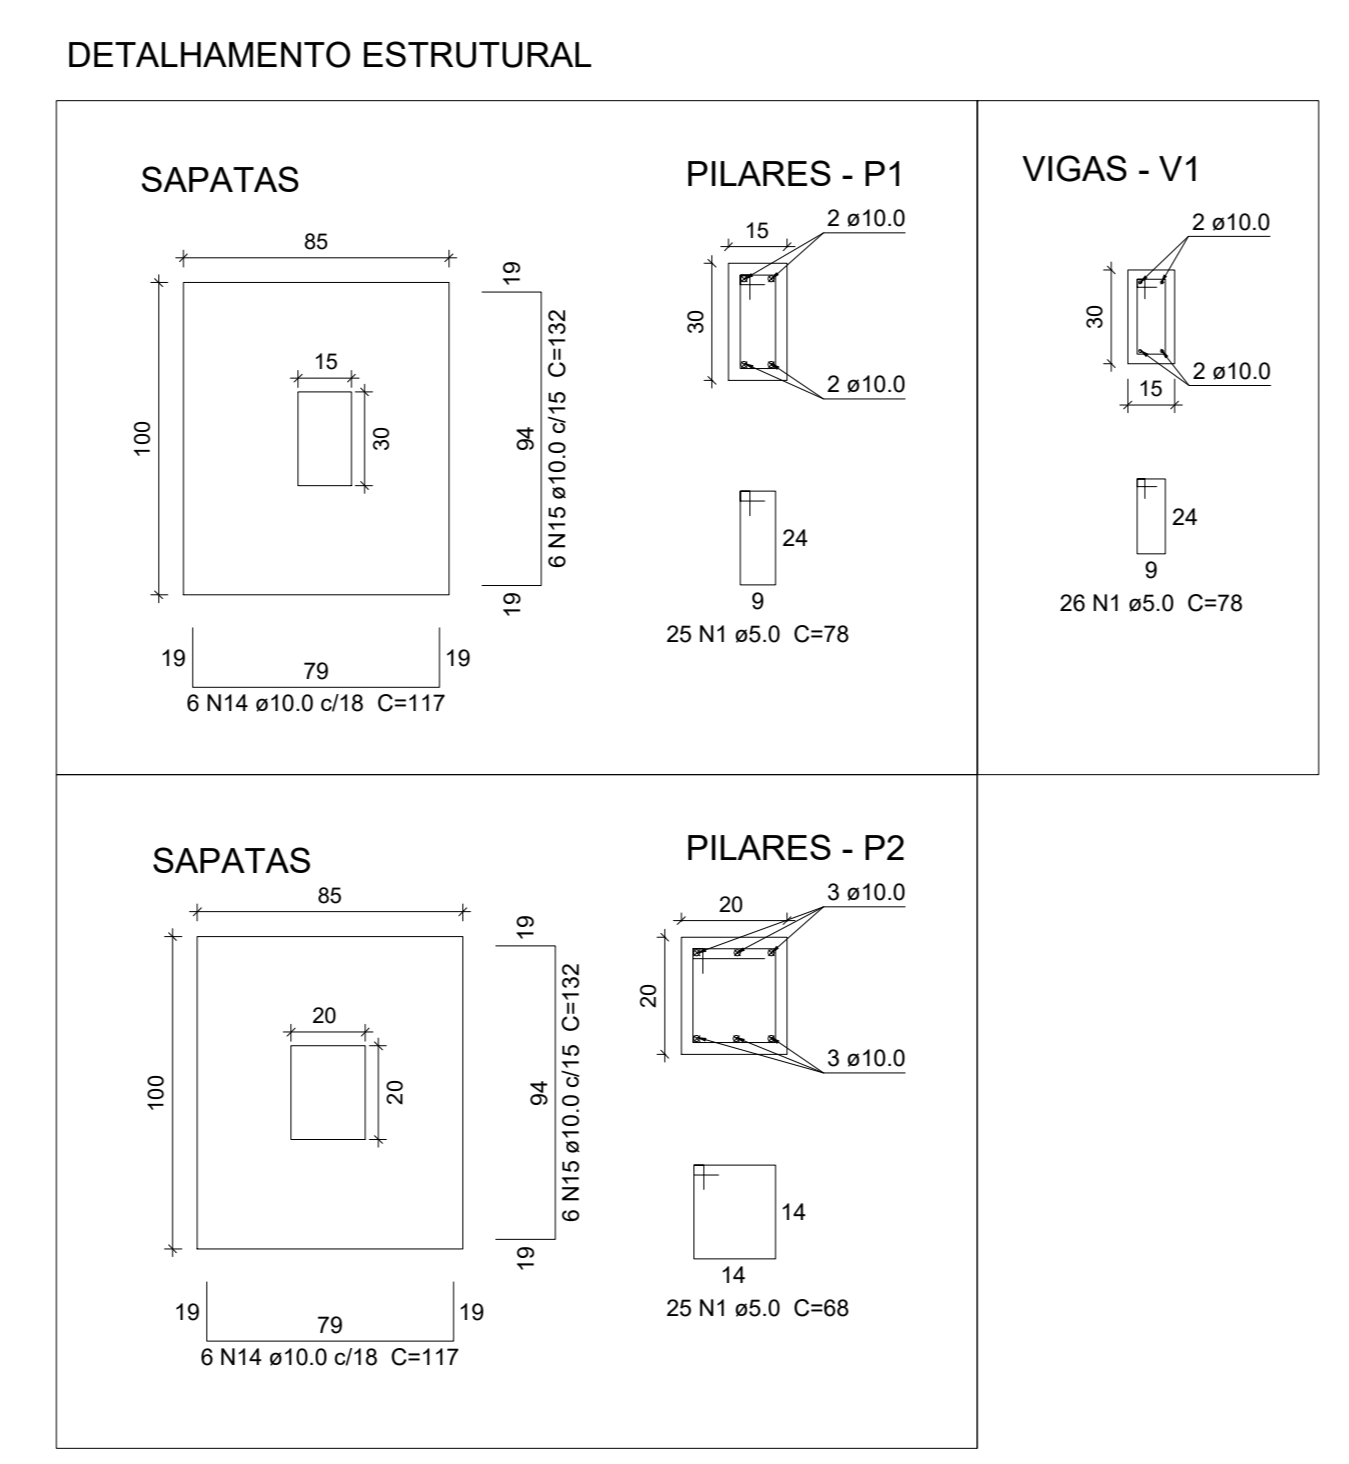 DETALHAMENTO ESTRUTURAL
SAPATAS
85
15
30
100
19
94
19
6 N15 ø10.0 c/15 C=132
19
79
19
6 N14 ø10.0 c/18 C=117
PILARES - P1
15
2 ø10.0
30
2 ø10.0
24
9
25 N1 ø5.0 C=78
VIGAS - V1
2 ø10.0
30
2 ø10.0
15
24
9
26 N1 ø5.0 C=78
SAPATAS
85
20
20
100
19
94
19
6 N15 ø10.0 c/15 C=132
19
79
19
6 N14 ø10.0 c/18 C=117
PILARES - P2
20
3 ø10.0
20
3 ø10.0
14
14
25 N1 ø5.0 C=68